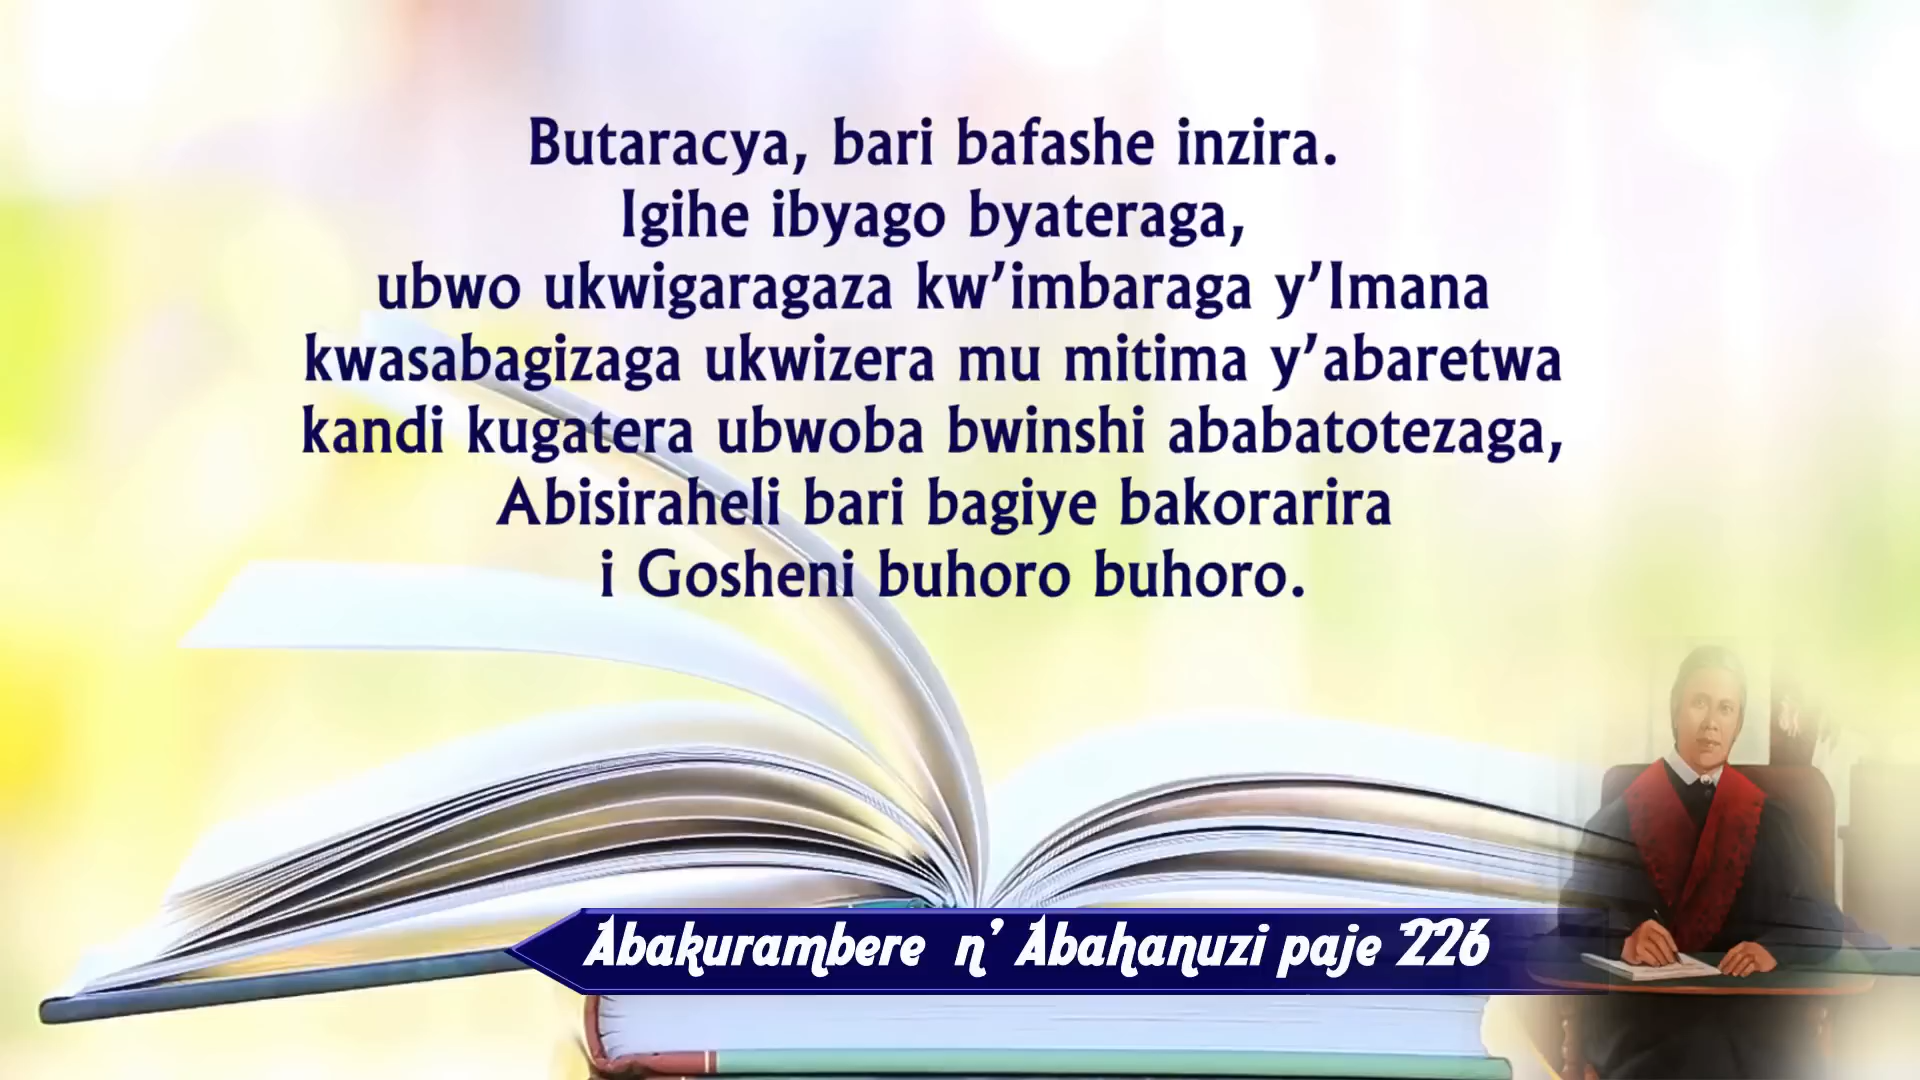 Butaracya, bari bafashe inzira.
Igihe ibyago byateraga,
ubwo ukwigaragaza kw’imbaraga y’Imana
kwasabagizaga ukwizera mu mitima y’abaretwa
kandi kugatera ubwoba bwinshi ababatotezaga,
Abisiraheli bari bagiye bakorarira
i Gosheni buhoro buhoro.
Abakurambere n’ Abahanuzi paje 226